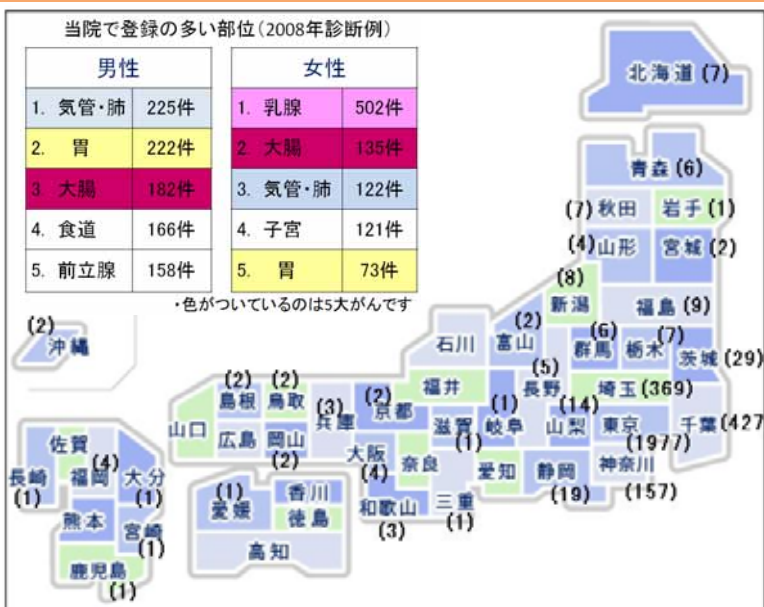 当院で登録の多い部位(2008年診断例)
男性
1. 気管・肺 225件
2. 胃 222件
3. 大腸 182件
4. 食道 166件
5. 前立腺 158件
女性
1. 乳腺 502件
2. 大腸 135件
3. 気管・肺 122件
4. 子宮 121件
5. 胃 73件
・色がついているのは5大がんです
北海道(7)
青森(6)
(7)秋田
岩手(1)
(4)山形
宮城(2)
(8)
新潟
福島(9)
(2)
富山
石川
(6)
群馬
(7)
栃木
茨城(29)
(5)
長野
埼玉(369)
福井
(1)
岐阜
(14)
山梨
東京
(1977)
千葉(427)
神奈川
(157)
静岡
(19)
愛知
滋賀
(1)
三重
(1)
(2)
京都
(3)
兵庫
大阪
(4)
奈良
和歌山
(3)
(2)
鳥取
(2)
島根
岡山
(2)
広島
山口
香川
徳島
(1)
愛媛
高知
(4)
福岡
佐賀
長崎
(1)
大分
(1)
熊本
宮崎
(1)
鹿児島
(1)
(2)
沖縄